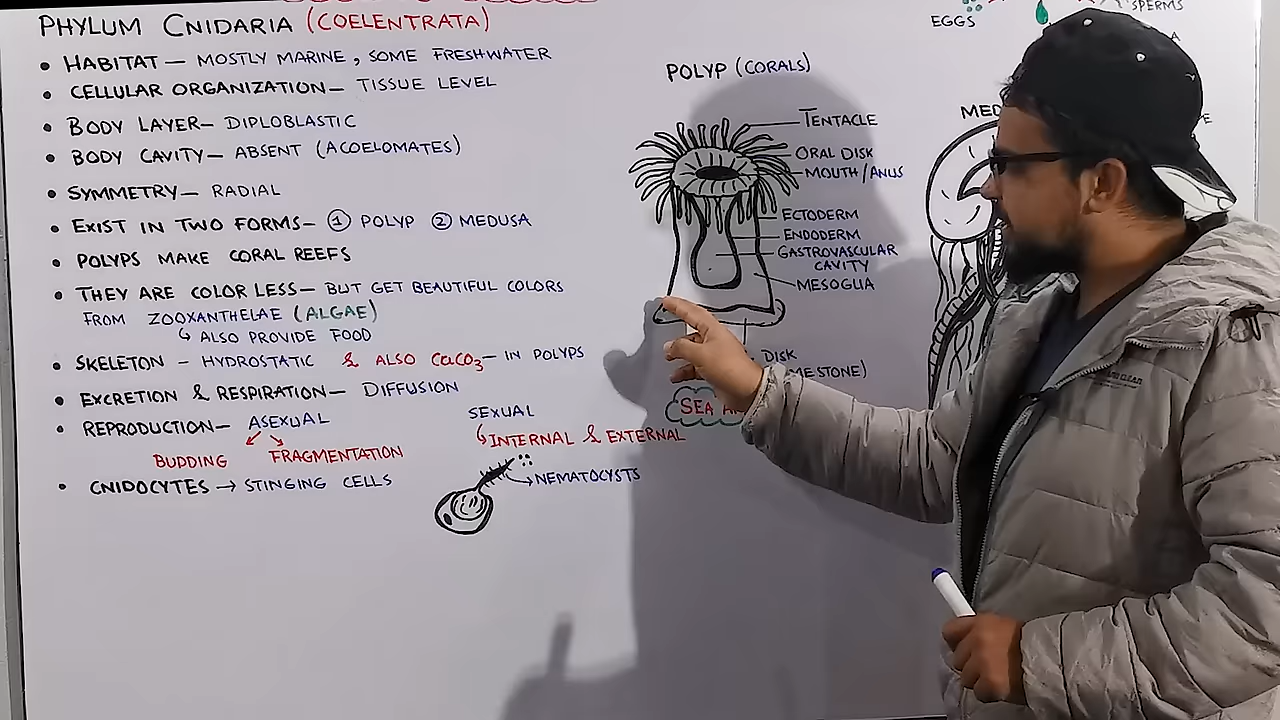 PHYLUM CNIDARIA (COELENTRATA)
• HABITAT — MOSTLY MARINE, SOME FRESHWATER
• CELLULAR ORGANIZATION — TISSUE LEVEL
• BODY LAYER — DIPLOBLASTIC
• BODY CAVITY — ABSENT (ACOELOMATES)
• SYMMETRY — RADIAL
• EXIST IN TWO FORMS — ① POLYP ② MEDUSA
• POLYPS MAKE CORAL REEFS
• THEY ARE COLOR LESS — BUT GET BEAUTIFUL COLORS
FROM ZOOXANTHELAE (ALGAE)
↳ ALSO PROVIDE FOOD
• SKELETON — HYDROSTATIC & ALSO CaCO3 — IN POLYPS
• EXCRETION & RESPIRATION — DIFFUSION
• REPRODUCTION — ASEXUAL
BUDDING FRAGMENTATION
SEXUAL
↳ INTERNAL & EXTERNAL
• CNIDOCYTES → STINGING CELLS
NEMATOCYSTS
POLYP (CORALS)
TENTACLE
ORAL DISK
MOUTH/ANUS
ECTODERM
ENDODERM
GASTROVASCULAR
CAVITY
MESOGLIA
DISK
SEA
EGGS
SPERMS